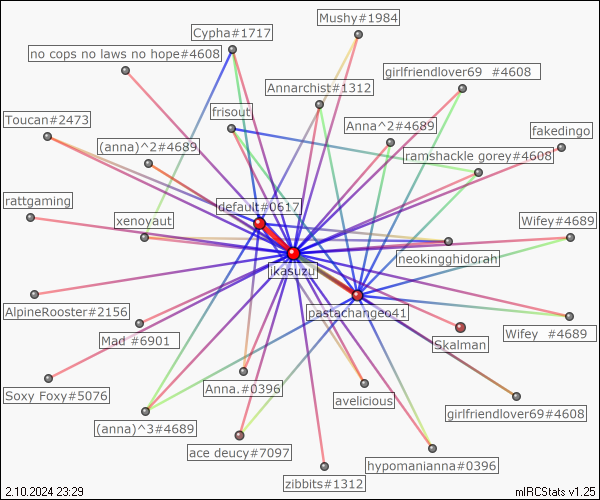 Mushy#1984
Cypha#1717
no cops no laws no hope#4608
girlfriendlover69 #4608
Annarchist#1312
frisout
Toucan#2473
Anna^2#4689
fakedingo
(anna)^2#4689
ramshackle gorey#4608
rattgaming
default#0617
xenoyaut
Wifey#4689
neokingghidorah
ikasuzu
AlpineRooster#2156
pastachangeo41
Mad #6901
Skalman
Wifey #4689
Anna.#0396
Soxy Foxy#5076
avelicious
girlfriendlover69#4608
(anna)^3#4689
ace deucy#7097
hypomanianna#0396
zibbits#1312
2.10.2024 23:29
mIRCStats v1.25